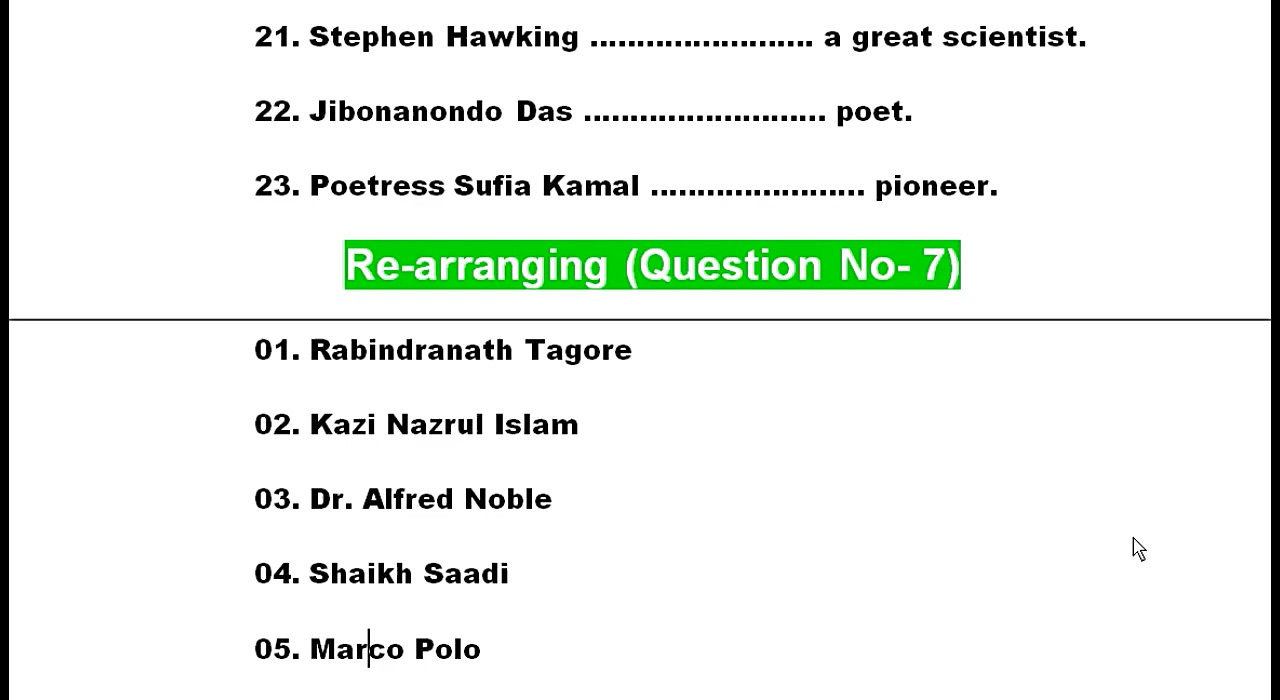 21. Stephen Hawking ........................ a great scientist.
22. Jibonanondo Das .......................... poet.
23. Poetress Sufia Kamal ....................... pioneer.
Re-arranging (Question No- 7)
01. Rabindranath Tagore
02. Kazi Nazrul Islam
03. Dr. Alfred Noble
04. Shaikh Saadi
05. Marco Polo